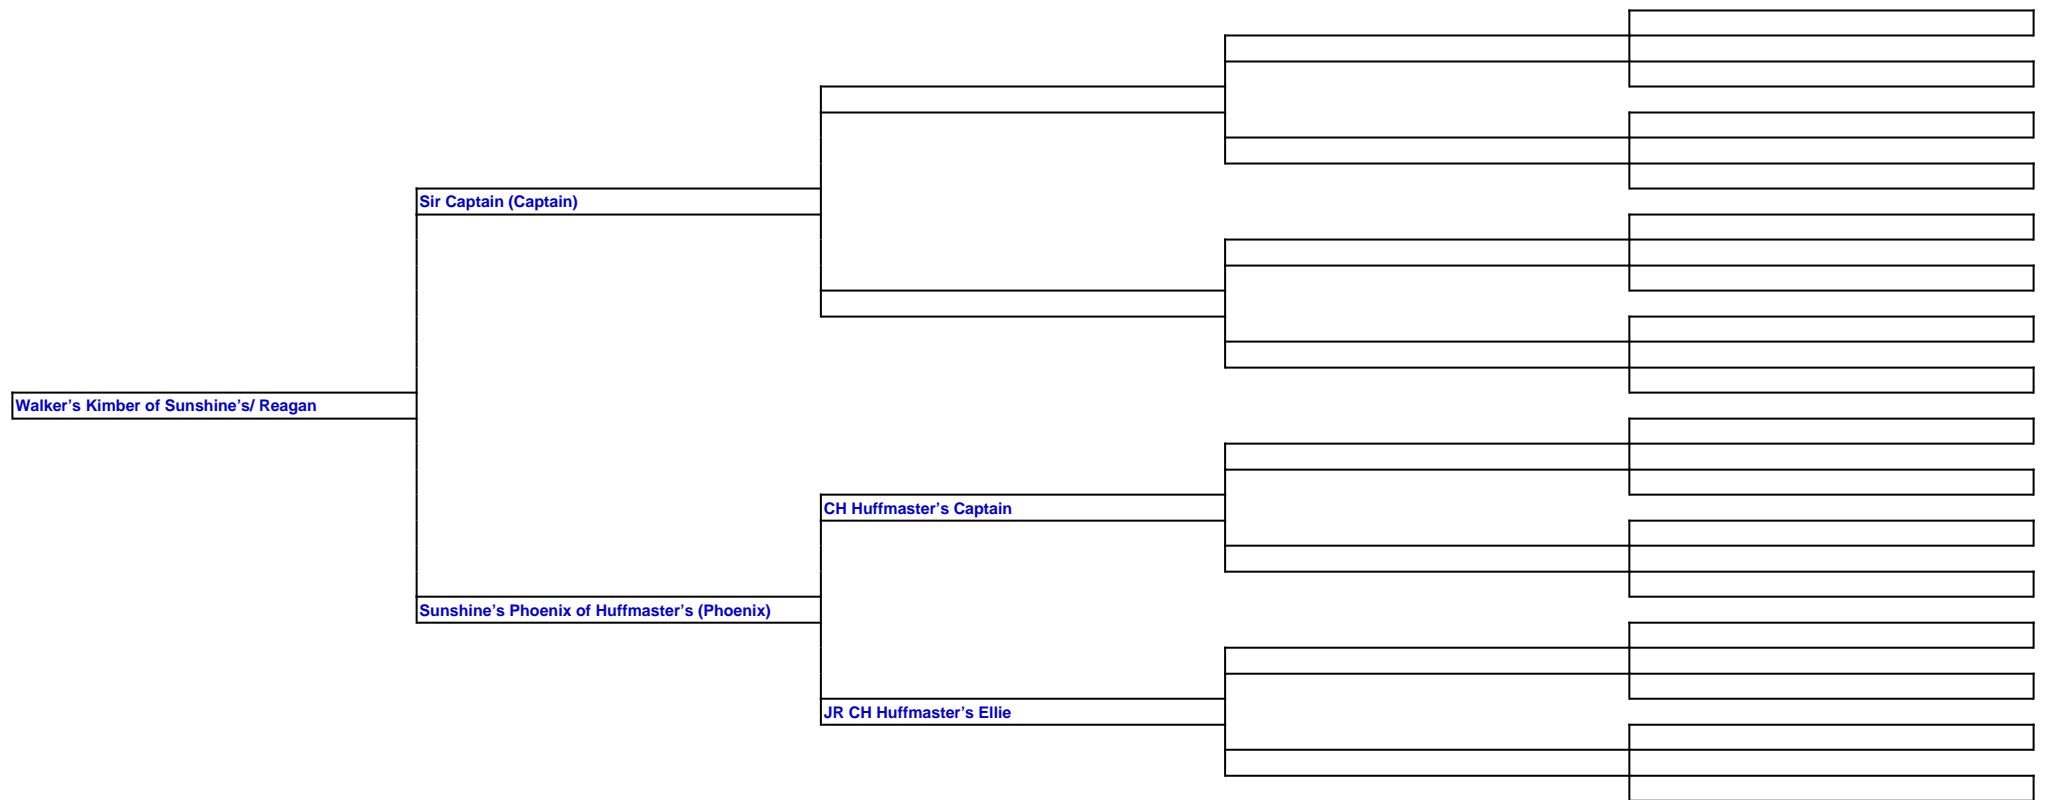 Sir Captain (Captain)
Walker’s Kimber of Sunshine’s/ Reagan
CH Huffmaster’s Captain
Sunshine’s Phoenix of Huffmaster’s (Phoenix)
JR CH Huffmaster’s Ellie